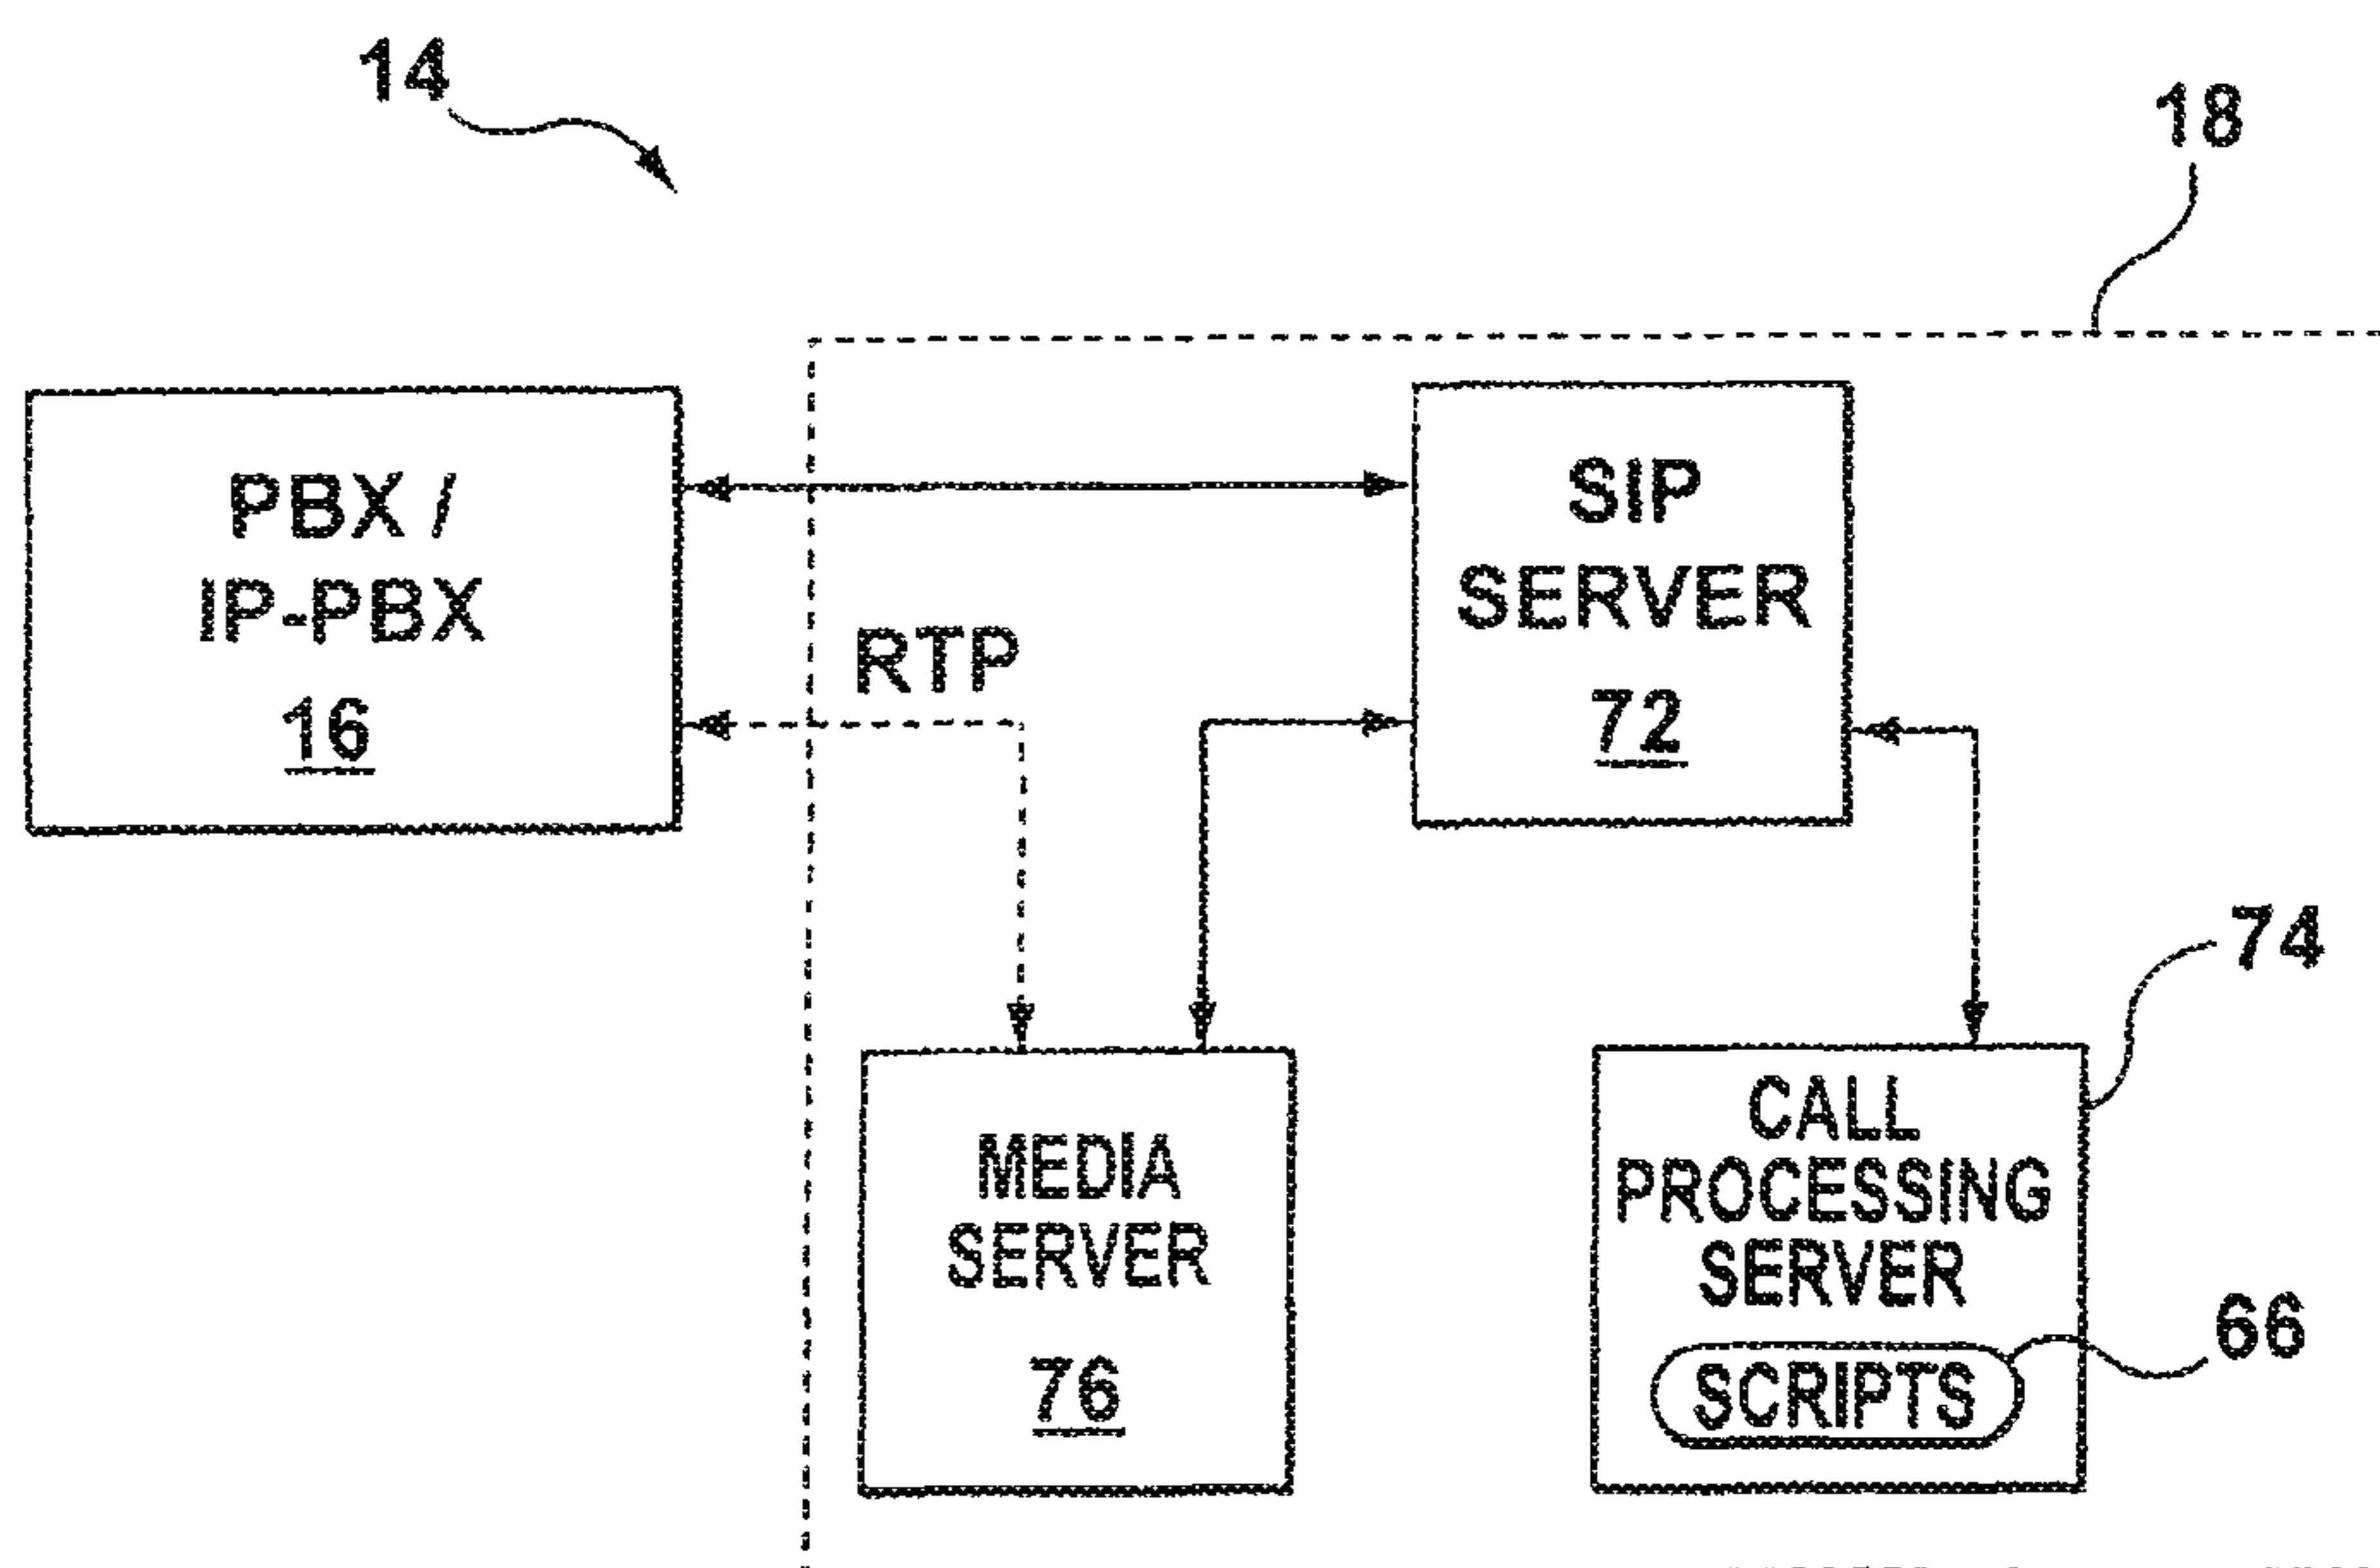 14
18
PBX /
IP-PBX
16
SIP
SERVER
72
RTP
74
MEDIA
SERVER
76
CALL
PROCESSING
SERVER
66
SCRIPTS